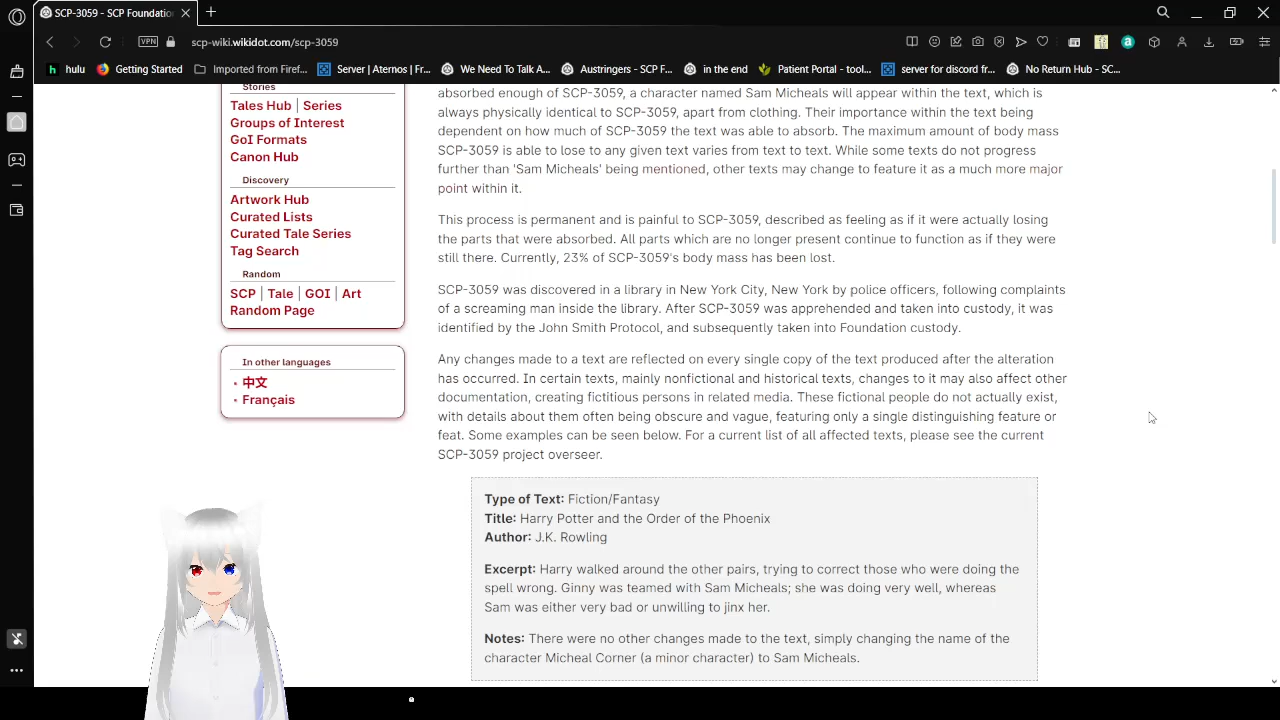 SCP-3059 - SCP Foundatio
scp-wiki.wikidot.com/scp-3059
VPN
hulu
Getting Started
Imported from Firef...
Server | Aternos | Fr...
We Need To Talk A...
Austringers - SCP F...
in the end
Patient Portal - tool...
server for discord fr...
No Return Hub - SC...
Stories
Tales Hub | Series
Groups of Interest
GoI Formats
Canon Hub
Discovery
Artwork Hub
Curated Lists
Curated Tale Series
Tag Search
Random
SCP | Tale | GOI | Art
Random Page
In other languages
中文
Français
absorbed enough of SCP-3059, a character named Sam Micheals will appear within the text, which is
always physically identical to SCP-3059, apart from clothing. Their importance within the text being
dependent on how much of SCP-3059 the text was able to absorb. The maximum amount of body mass
SCP-3059 is able to lose to any given text varies from text to text. While some texts do not progress
further than 'Sam Micheals' being mentioned, other texts may change to feature it as a much more major
point within it.
This process is permanent and is painful to SCP-3059, described as feeling as if it were actually losing
the parts that were absorbed. All parts which are no longer present continue to function as if they were
still there. Currently, 23% of SCP-3059's body mass has been lost.
SCP-3059 was discovered in a library in New York City, New York by police officers, following complaints
of a screaming man inside the library. After SCP-3059 was apprehended and taken into custody, it was
identified by the John Smith Protocol, and subsequently taken into Foundation custody.
Any changes made to a text are reflected on every single copy of the text produced after the alteration
has occurred. In certain texts, mainly nonfictional and historical texts, changes to it may also affect other
documentation, creating fictitious persons in related media. These fictional people do not actually exist,
with details about them often being obscure and vague, featuring only a single distinguishing feature or
feat. Some examples can be seen below. For a current list of all affected texts, please see the current
SCP-3059 project overseer.
Type of Text: Fiction/Fantasy
Title: Harry Potter and the Order of the Phoenix
Author: J.K. Rowling
Excerpt: Harry walked around the other pairs, trying to correct those who were doing the
spell wrong. Ginny was teamed with Sam Micheals; she was doing very well, whereas
Sam was either very bad or unwilling to jinx her.
Notes: There were no other changes made to the text, simply changing the name of the
character Micheal Corner (a minor character) to Sam Micheals.